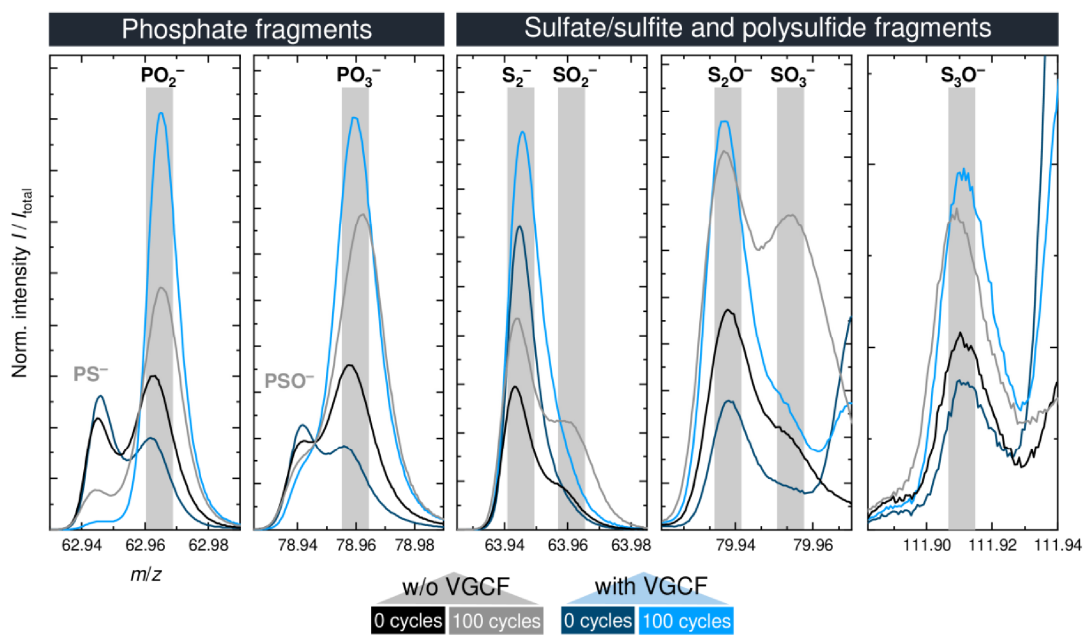 Phosphate fragments
Sulfate/sulfite and polysulfide fragments
PO₂⁻
PO₃⁻
S₂⁻ SO₂⁻
S₂O⁻ SO₃⁻
S₃O⁻
Norm. intensity I / I_total
PS⁻
PSO⁻
62.94 62.96 62.98
78.94 78.96 78.98
63.94 63.96 63.98
79.94 79.96
111.90 111.92 111.94
m/z
w/o VGCF
with VGCF
0 cycles 100 cycles
0 cycles 100 cycles